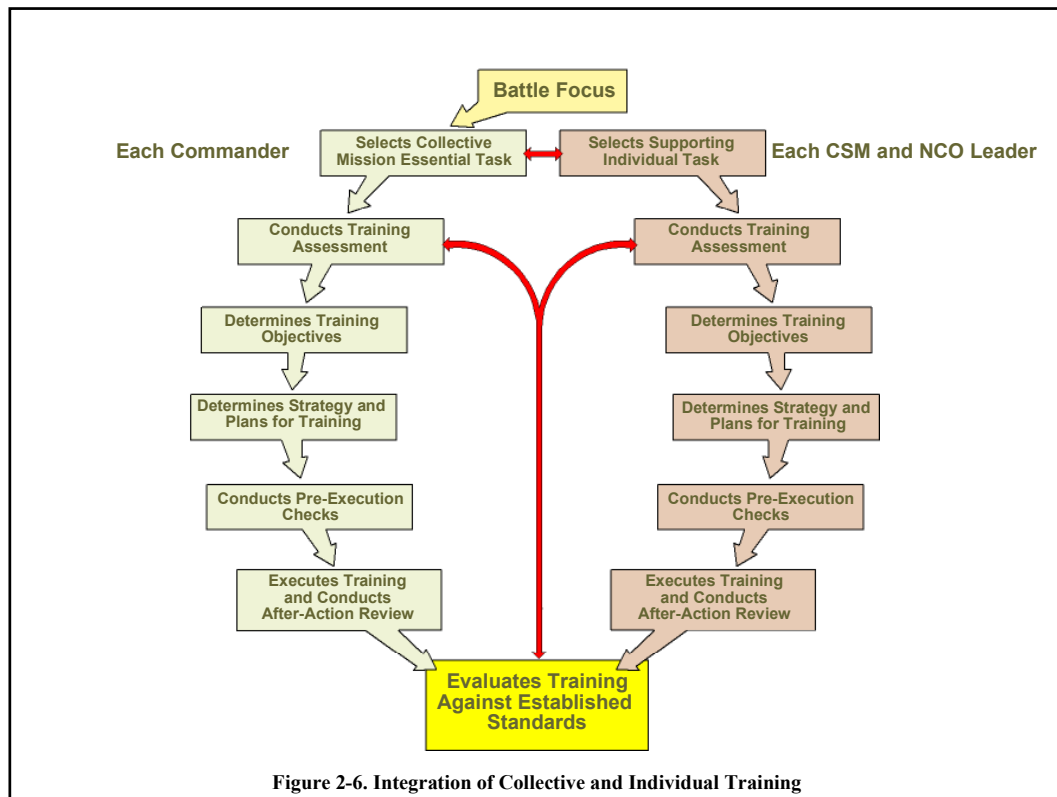 Battle Focus
Each Commander
Selects Collective
Mission Essential Task
Selects Supporting
Individual Task
Each CSM and NCO Leader
Conducts Training
Assessment
Conducts Training
Assessment
Determines Training
Objectives
Determines Training
Objectives
Determines Strategy and
Plans for Training
Determines Strategy and
Plans for Training
Conducts Pre-Execution
Checks
Conducts Pre-Execution
Checks
Executes Training
and Conducts
After-Action Review
Executes Training
and Conducts
After-Action Review
Evaluates Training
Against Established
Standards
Figure 2-6. Integration of Collective and Individual Training